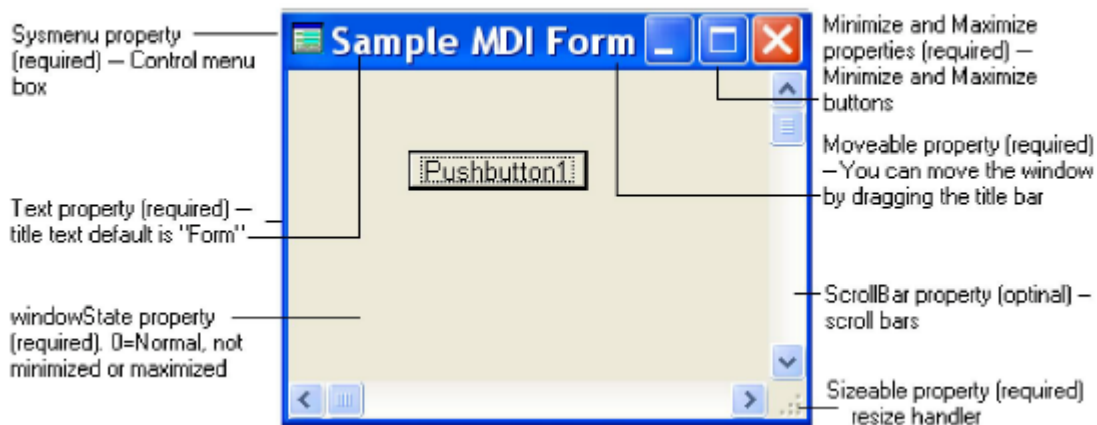 Sysmenu property
(required) – Control menu
box
Text property (required) –
title text default is "Form"
windowState property
(required). 0=Normal, not
minimized or maximized
Sample MDI Form
Pushbutton1
Minimize and Maximize
properties (required) –
Minimize and Maximize
buttons
Moveable property (required)
–You can move the window
by dragging the title bar
ScrollBar property (optinal) –
scroll bars
Sizeable property (required)
resize handler